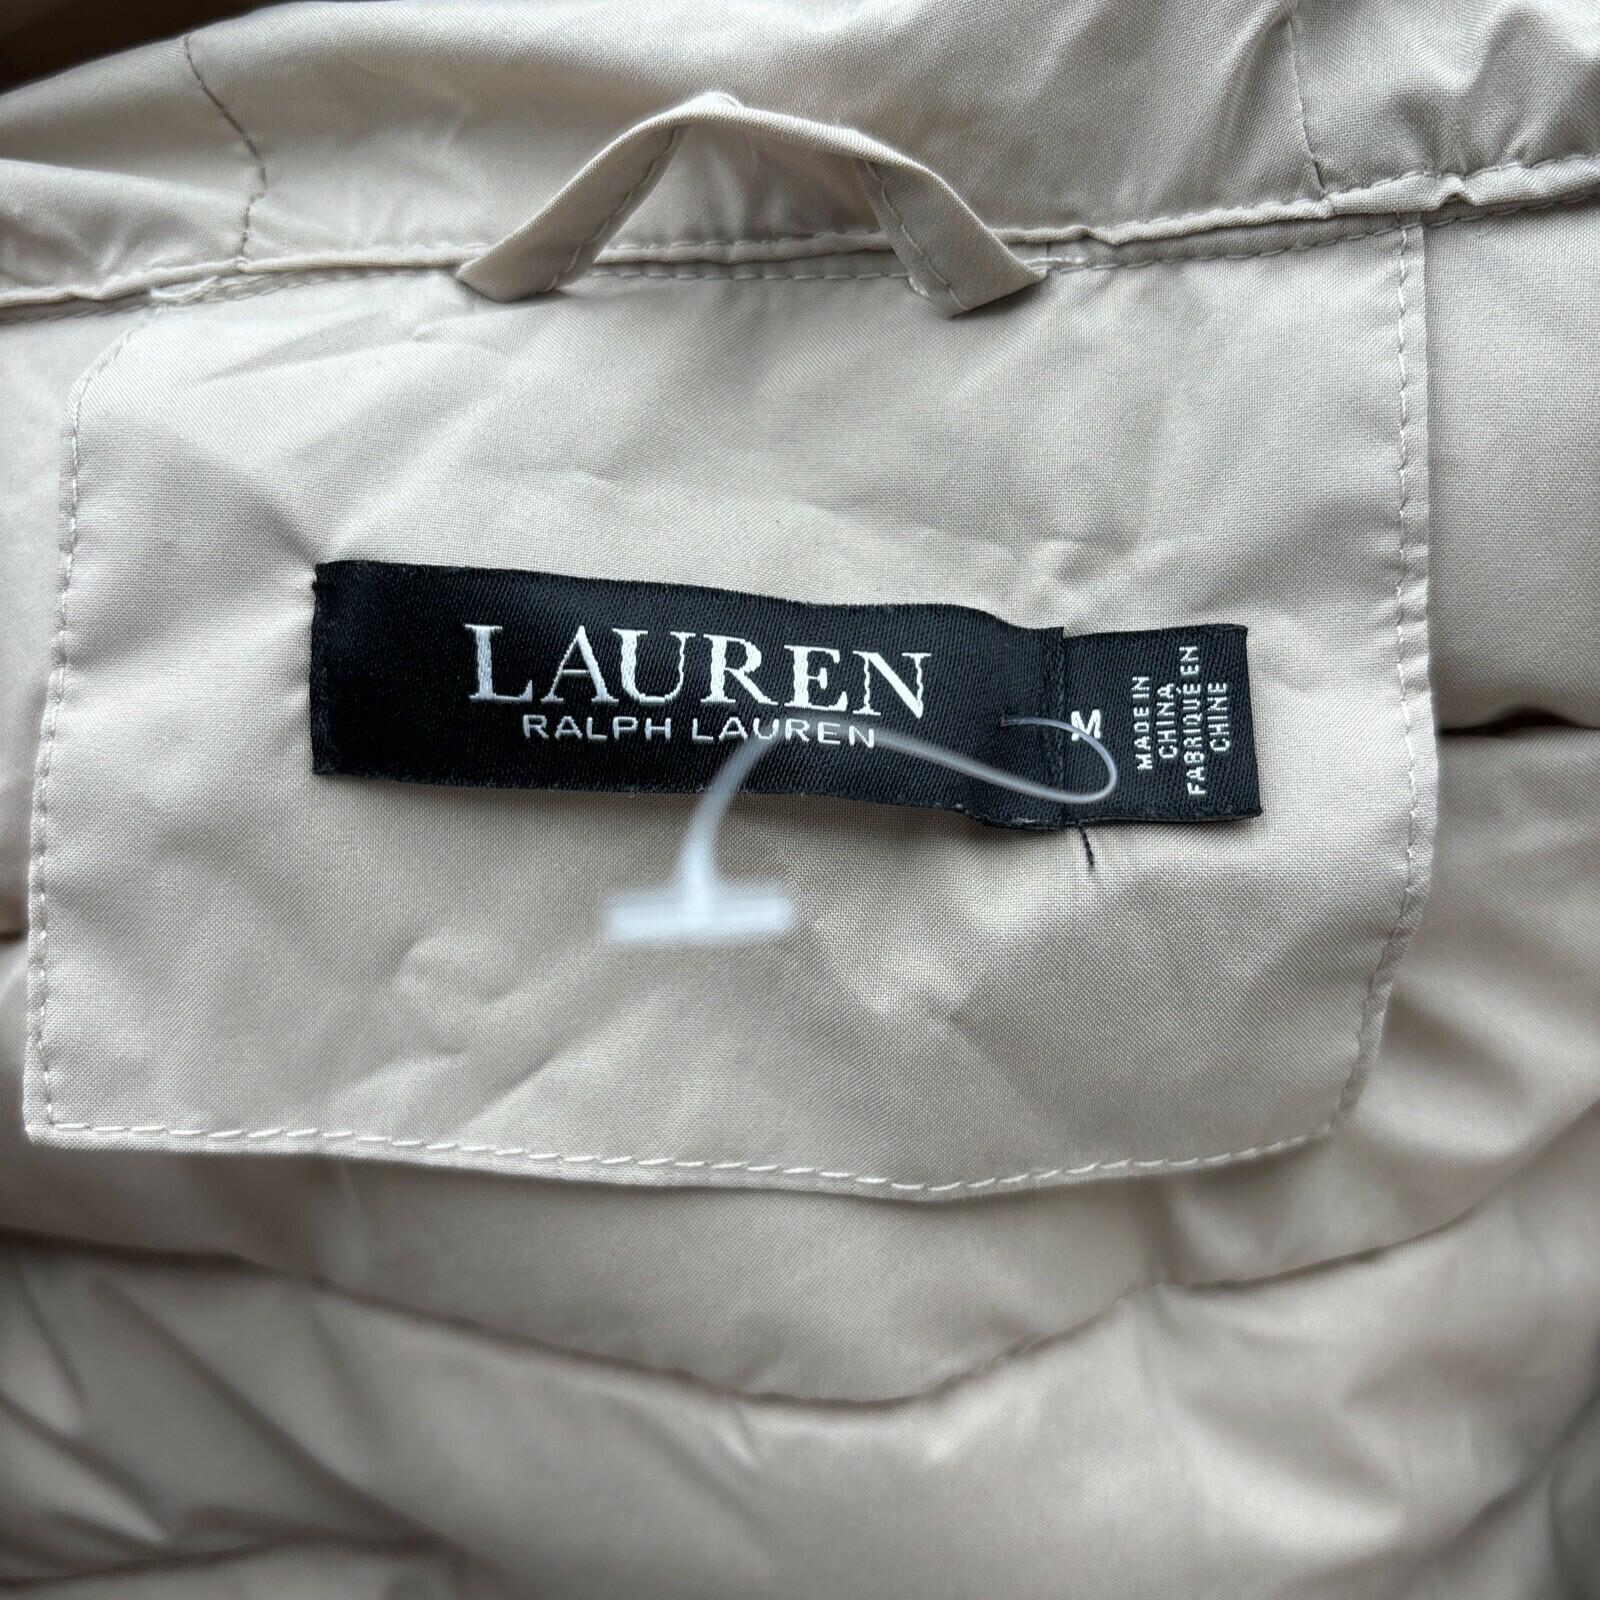 LAUREN
RALPH LAUREN
M
MADE IN
CHINA
FABRIQUÉ EN
CHINE